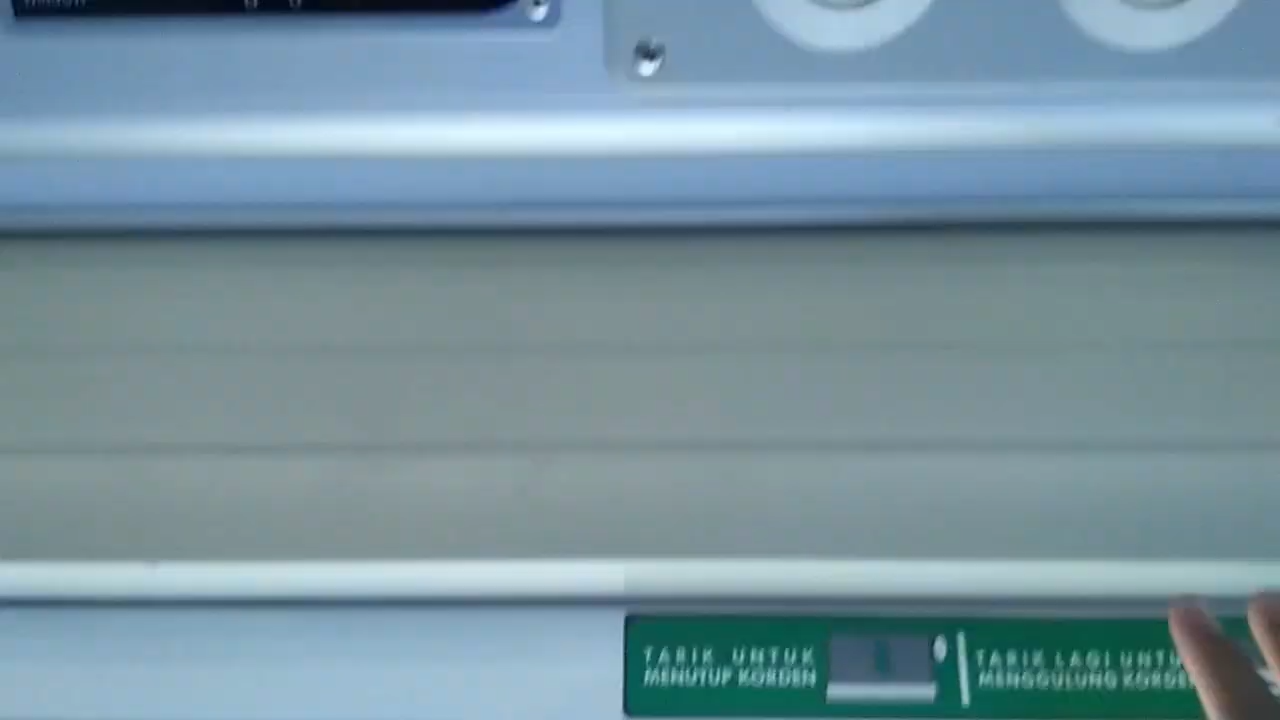 TARIK UNTUK
MENUTUP KORDEN
TARIK LAGI UNTU
MENGGULUNG KORDE